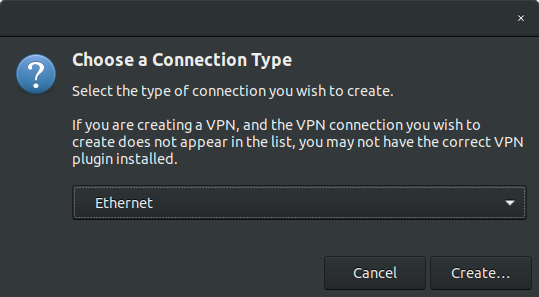 Choose a Connection Type
Select the type of connection you wish to create.
If you are creating a VPN, and the VPN connection you wish to
create does not appear in the list, you may not have the correct VPN
plugin installed.
Ethernet
Cancel
Create...